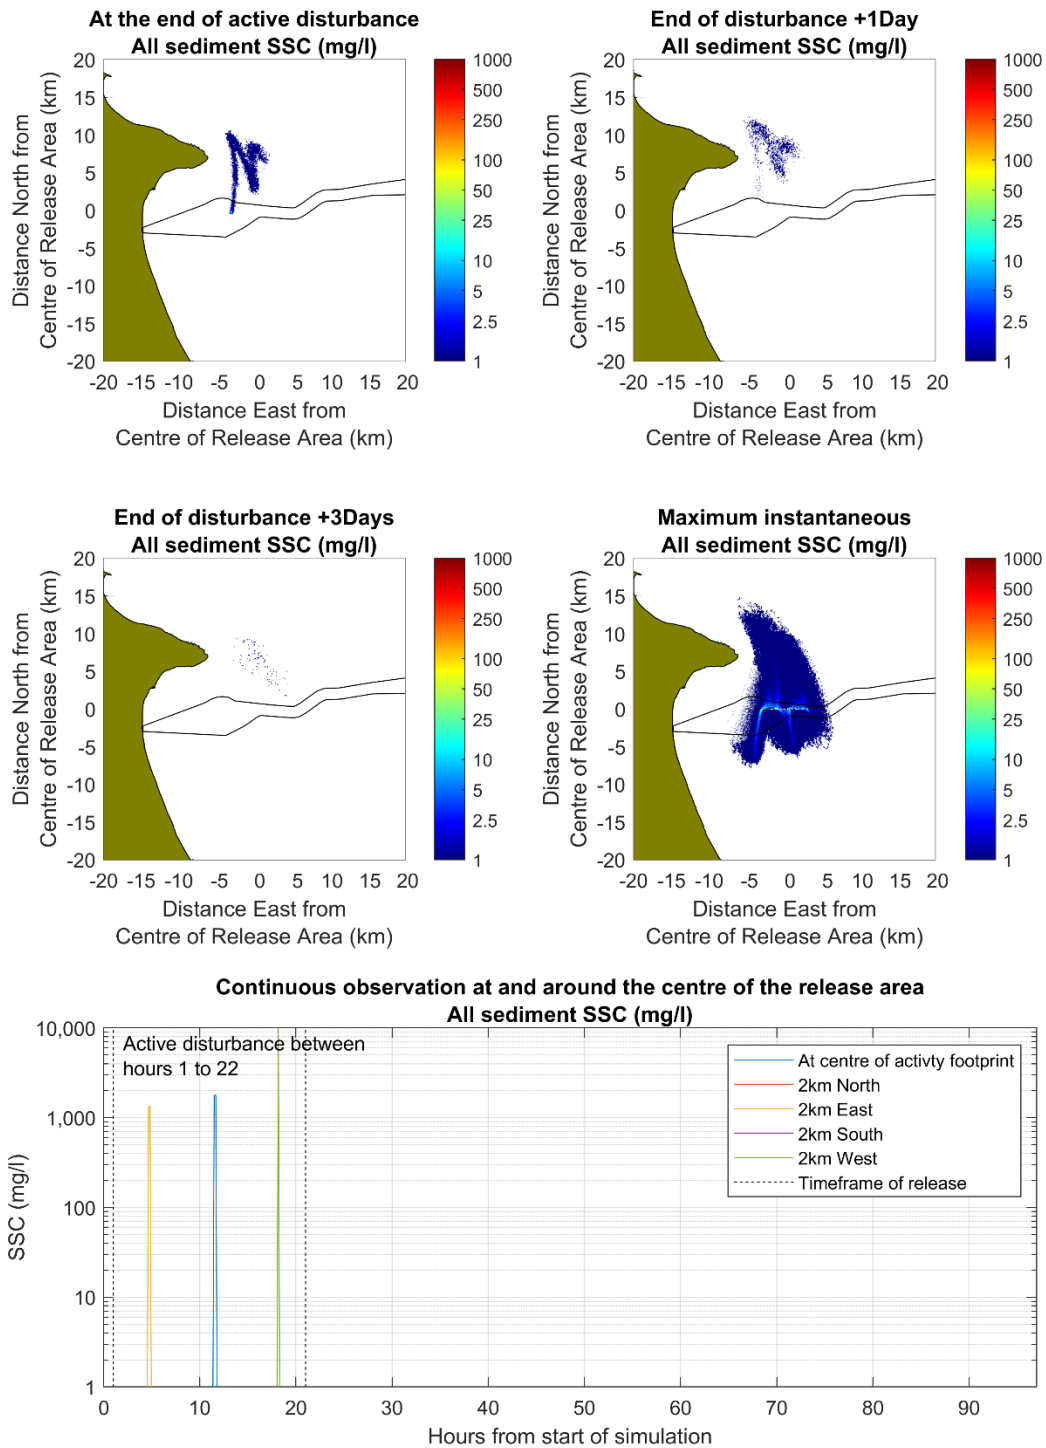 At the end of active disturbance
All sediment SSC (mg/l)
20
15
10
5
0
-5
-10
-15
-20
Distance North from
Centre of Release Area (km)
-20 -15 -10 -5 0 5 10 15 20
Distance East from
Centre of Release Area (km)
1000
500
250
100
50
25
10
5
2.5
1
End of disturbance +1Day
All sediment SSC (mg/l)
20
15
10
5
0
-5
-10
-15
-20
Distance North from
Centre of Release Area (km)
-20 -15 -10 -5 0 5 10 15 20
Distance East from
Centre of Release Area (km)
1000
500
250
100
50
25
10
5
2.5
1
End of disturbance +3Days
All sediment SSC (mg/l)
20
15
10
5
0
-5
-10
-15
-20
Distance North from
Centre of Release Area (km)
-20 -15 -10 -5 0 5 10 15 20
Distance East from
Centre of Release Area (km)
1000
500
250
100
50
25
10
5
2.5
1
Maximum instantaneous
All sediment SSC (mg/l)
20
15
10
5
0
-5
-10
-15
-20
Distance North from
Centre of Release Area (km)
-20 -15 -10 -5 0 5 10 15 20
Distance East from
Centre of Release Area (km)
1000
500
250
100
50
25
10
5
2.5
1
Continuous observation at and around the centre of the release area
All sediment SSC (mg/l)
10,000
1,000
100
10
1
SSC (mg/l)
Active disturbance between
hours 1 to 22
At centre of activty footprint
2km North
2km East
2km South
2km West
Timeframe of release
0 10 20 30 40 50 60 70 80 90
Hours from start of simulation